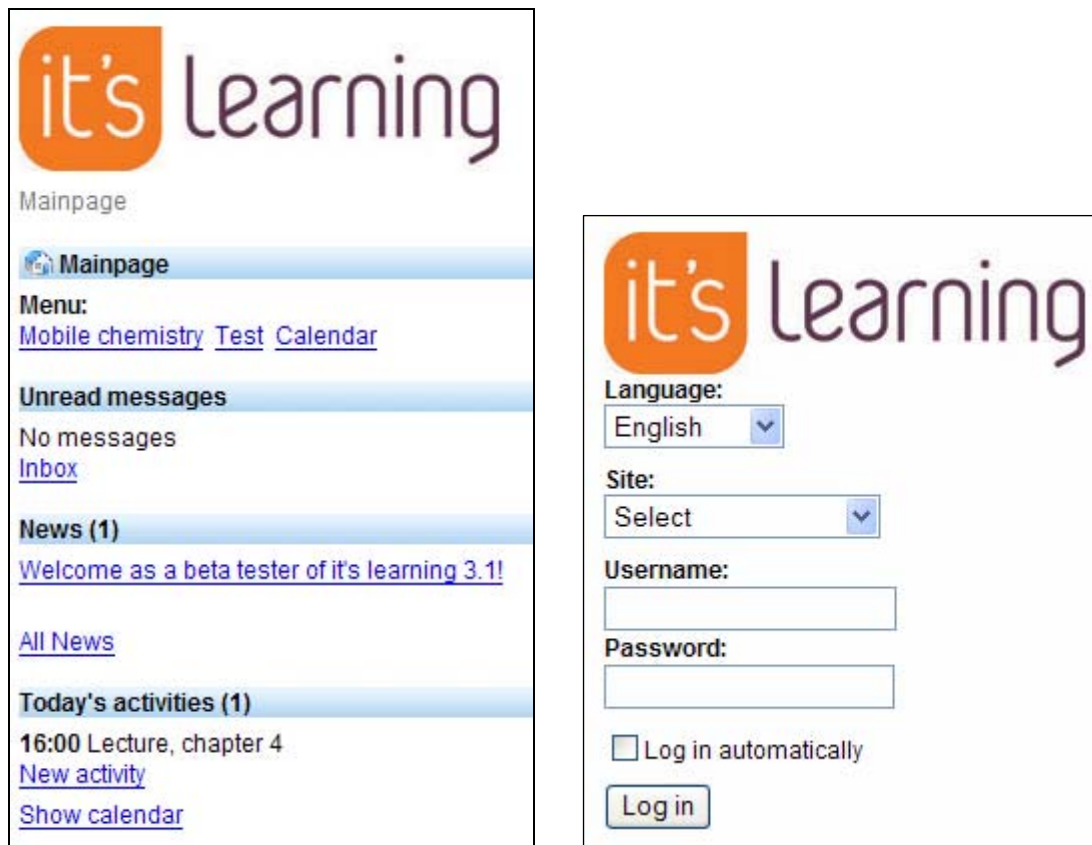 it's learning
Mainpage
Mainpage
Menu:
Mobile chemistry Test Calendar
Unread messages
No messages
Inbox
News (1)
Welcome as a beta tester of it's learning 3.1!
All News
Today's activities (1)
16:00 Lecture, chapter 4
New activity
Show calendar
it's learning
Language:
English
Site:
Select
Username:
Password:
Log in automatically
Log in